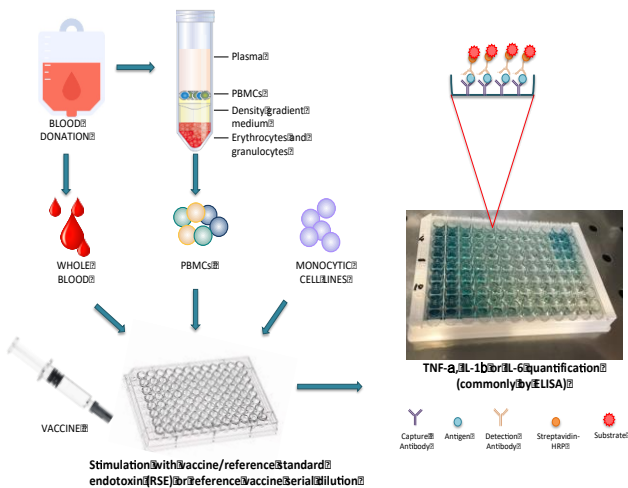 Plasma
PBMCs
Density gradient
medium
Erythrocytes and
granulocytes
BLOOD
DONATION
WHOLE
BLOOD
PBMCs
MONOCYTIC
CELL LINES
VACCINE
Stimulation with vaccine/reference standard
endotoxin (RSE) or reference vaccine serial dilution
TNF-a, IL-1b or IL-6 quantification
(commonly by ELISA)
Capture
Antibody
Antigen
Detection
Antibody
Streptavidin-
HRP
Substrate